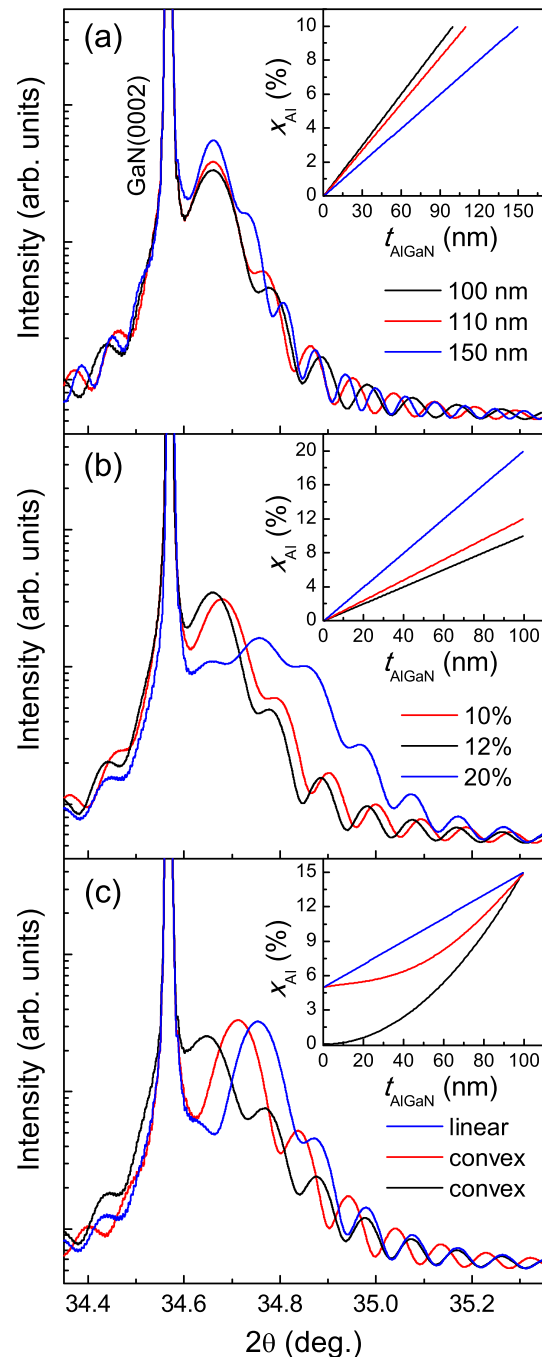 (a)
GaN(0002)
Intensity (arb. units)
10
8
6
4
2
0
x_Al (%)
0 30 60 90 120 150
t_AlGaN (nm)
100 nm
110 nm
150 nm
(b)
Intensity (arb. units)
20
16
12
8
4
0
x_Al (%)
0 20 40 60 80 100
t_AlGaN (nm)
10%
12%
20%
(c)
Intensity (arb. units)
15
12
9
6
3
0
x_Al (%)
0 20 40 60 80 100
t_AlGaN (nm)
linear
convex
convex
34.4 34.6 34.8 35.0 35.2
2θ (deg.)